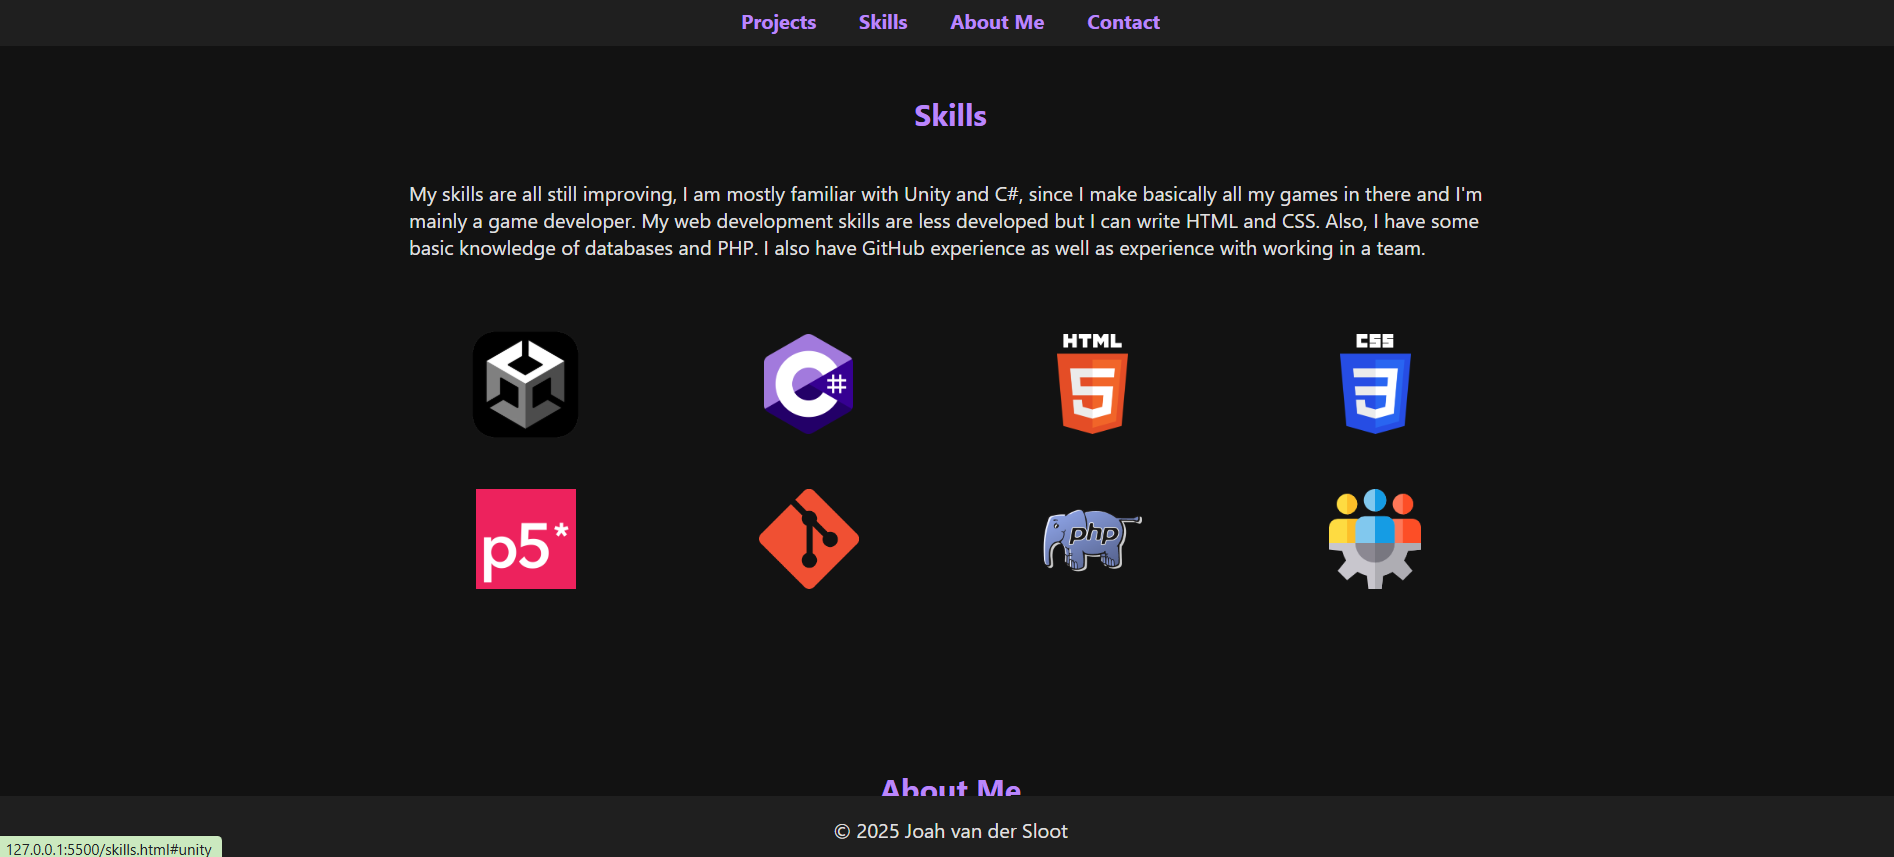 Projects Skills About Me Contact
Skills
My skills are all still improving, I am mostly familiar with Unity and C#, since I make basically all my games in there and I'm
mainly a game developer. My web development skills are less developed but I can write HTML and CSS. Also, I have some
basic knowledge of databases and PHP. I also have GitHub experience as well as experience with working in a team.
C#
HTML
5
CSS
3
p5*
php
About Me
© 2025 Joah van der Sloot
127.0.0.1:5500/skills.html#unity